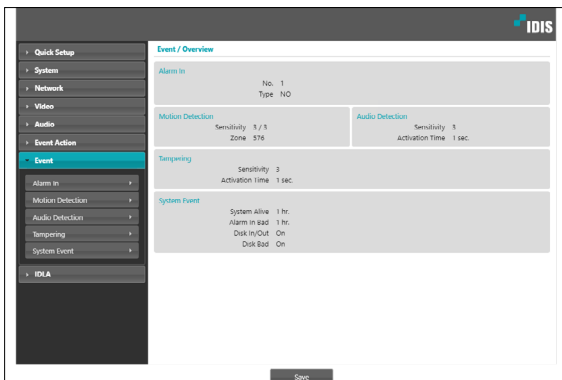 IDIS
Quick Setup
System
Network
Video
Audio
Event Action
Event
Alarm In
Motion Detection
Audio Detection
Tampering
System Event
IDLA
Event / Overview
Alarm In
No. 1
Type NO
Motion Detection
Sensitivity 3 / 3
Zone 576
Audio Detection
Sensitivity 3
Activation Time 1 sec.
Tampering
Sensitivity 3
Activation Time 1 sec.
System Event
System Alive 1 hr.
Alarm In Bad 1 hr.
Disk In/Out On
Disk Bad On
Save